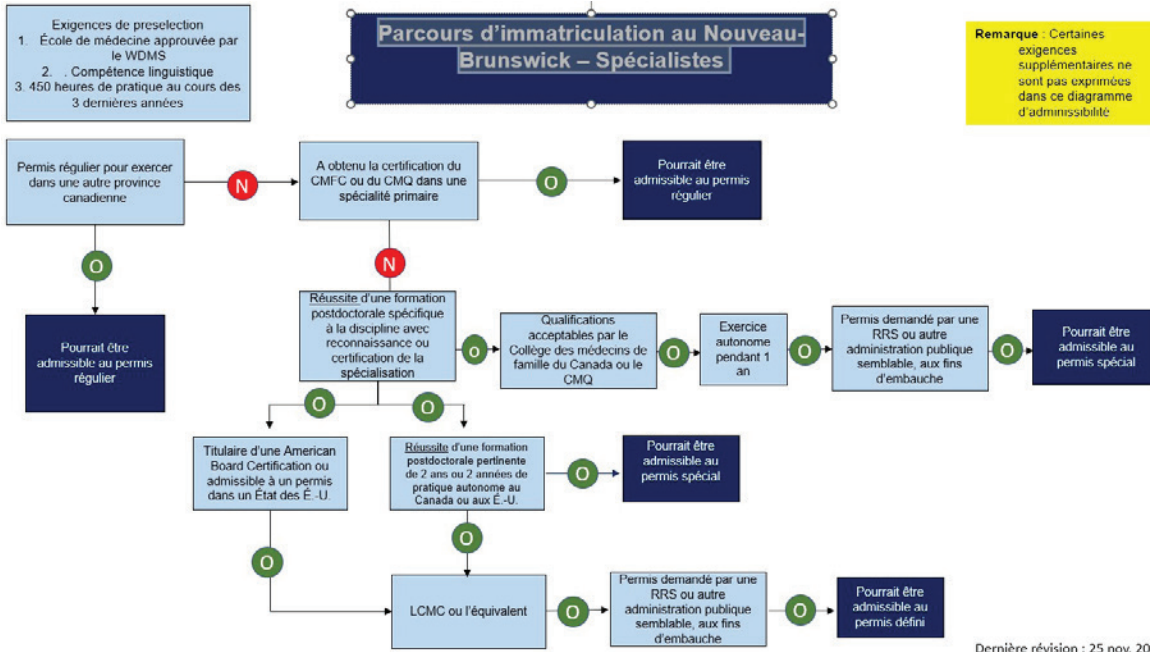 Exigences de preselection
1. École de médecine approuvée par
le WDMS
2. . Compétence linguistique
3. 450 heures de pratique au cours des
3 dernières années
Parcours d’immatriculation au Nouveau-
Brunswick – Spécialistes
Remarque : Certaines
exigences
supplémentaires ne
sont pas exprimées
dans ce diagramme
d’adminissibilité
Permis régulier pour exercer
dans une autre province
canadienne
N
A obtenu la certification du
CMFC ou du CMQ dans une
spécialité primaire
O
Pourrait être
admissible au permis
régulier
O
N
Pourrait être
admissible au permis
régulier
Réussite d’une formation
postdoctorale spécifique
à la discipline avec
reconnaissance ou
certification de la
spécialisation
o
Qualifications
acceptables par le
Collège des médecins de
famille du Canada ou le
CMQ
O
Exercice
autonome
pendant 1
an
O
Permis demandé par une
RRS ou autre
administration publique
semblable, aux fins
d’embauche
O
Pourrait être
admissible au
permis spécial
O
O
Titulaire d’une American
Board Certification ou
admissible à un permis
dans un État des É.-U.
Réussite d’une formation
postdoctorale pertinente
de 2 ans ou 2 années de
pratique autonome au
Canada ou aux É.-U.
O
Pourrait être
admissible au
permis spécial
O
O
LCMC ou l’équivalent
O
Permis demandé par une
RRS ou autre
administration publique
semblable, aux fins
d’embauche
O
Pourrait être
admissible au
permis défini
Dernière révision : 25 nov. 20